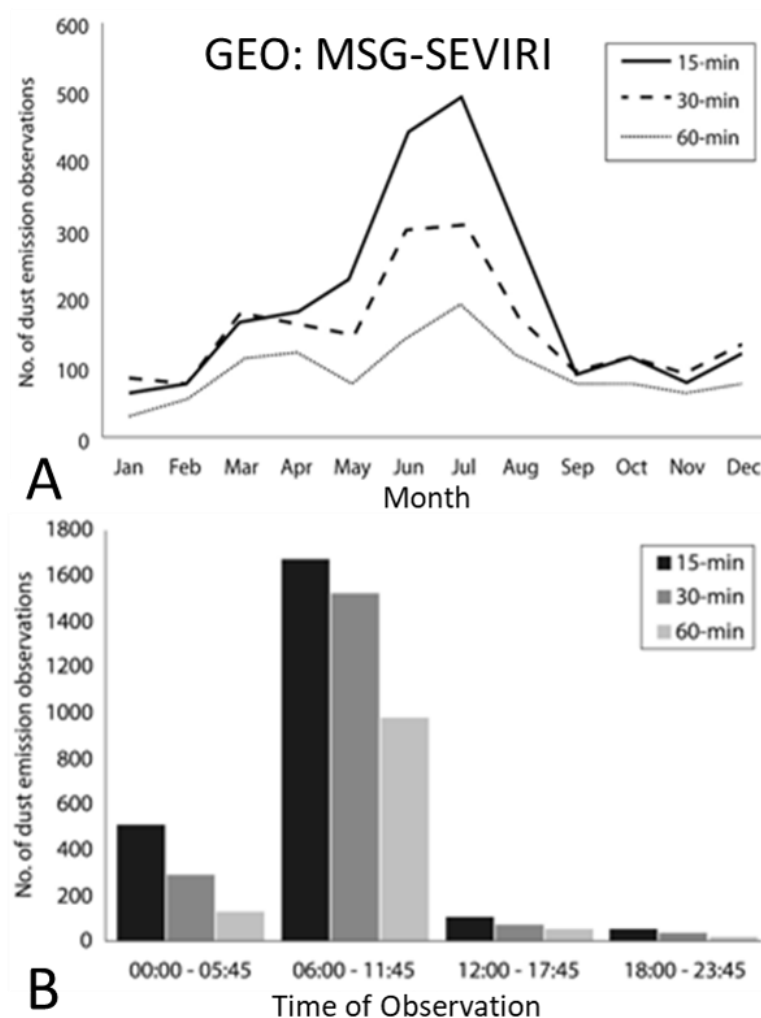 GEO: MSG-SEVIRI
No. of dust emission observations
600
500
400
300
200
100
0
15-min
30-min
60-min
Jan Feb Mar Apr May Jun Jul Aug Sep Oct Nov Dec
Month
A
No. of dust emission observations
1800
1600
1400
1200
1000
800
600
400
200
0
15-min
30-min
60-min
00:00 - 05:45 06:00 - 11:45 12:00 - 17:45 18:00 - 23:45
Time of Observation
B